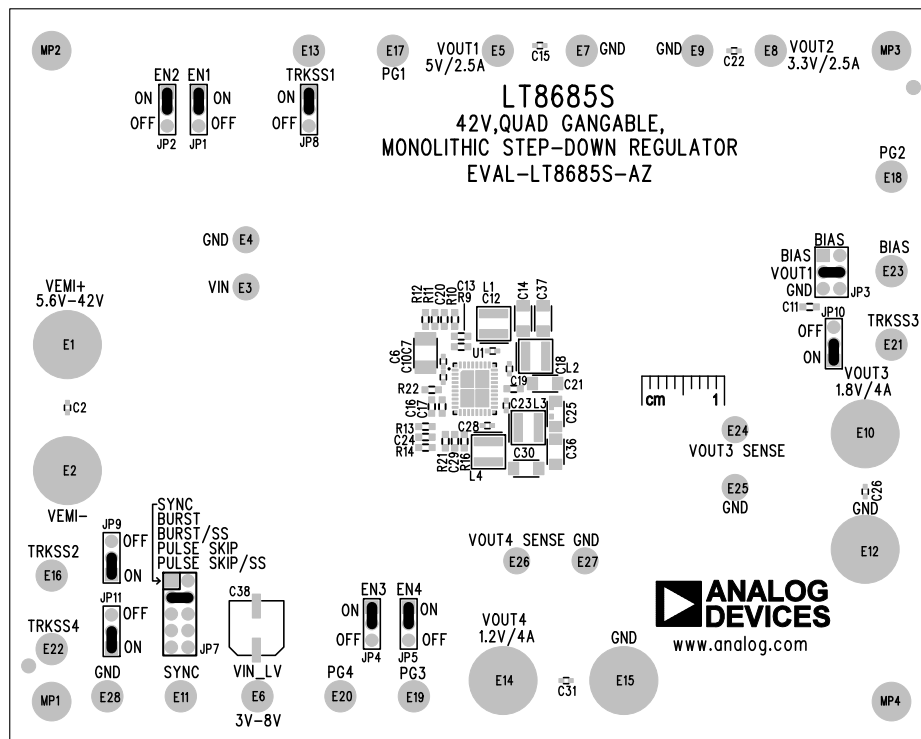 MP2
E13
TRKSS1
E17
PG1
VOUT1
5V/2.5A
E5
C15
E7
GND
GND
E9
C22
E8
VOUT2
3.3V/2.5A
MP3
EN2
EN1
ON
ON
ON
OFF
OFF
OFF
JP2
JP1
JP8
LT8685S
42V,QUAD GANGABLE,
MONOLITHIC STEP-DOWN REGULATOR
EVAL-LT8685S-AZ
PG2
E18
GND
E4
VIN
E3
BIAS
BIAS
VOUT1
GND
JP3
BIAS
E23
C11
JP10
OFF
ON
TRKSS3
E21
VEMI+
5.6V-42V
E1
C2
E2
VEMI-
R12
R11
C20
R10
C13
R9
L1
C12
C14
C37
C6
C10
C7
U1
C18
L2
C19
C21
R22
C16
C17
C23
L3
C25
R13
C24
R14
C28
R21
C29
R16
L4
C30
C36
cm
1
VOUT3
1.8V/4A
E10
E24
VOUT3 SENSE
E25
GND
C26
GND
E12
JP9
OFF
ON
TRKSS2
E16
SYNC
BURST
BURST/SS
PULSE SKIP
PULSE SKIP/SS
JP7
JP11
OFF
ON
TRKSS4
E22
C38
VIN_LV
E6
3V-8V
GND
E28
SYNC
E11
MP1
EN3
EN4
ON
ON
OFF
OFF
JP4
JP5
PG4
E20
PG3
E19
VOUT4 SENSE
GND
E26
E27
VOUT4
1.2V/4A
E14
C31
GND
E15
ANALOG
DEVICES
www.analog.com
MP4